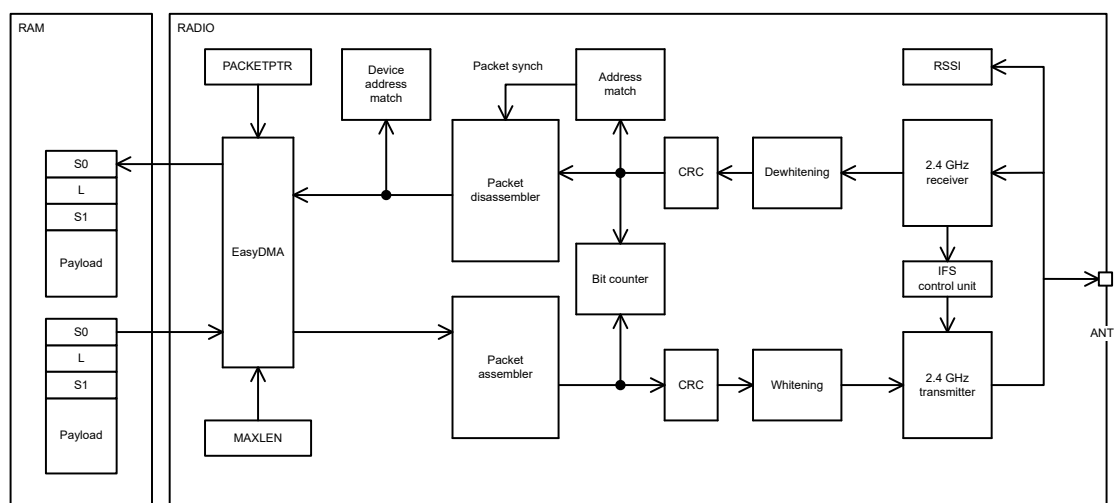 RAM
RADIO
PACKETPTR
Device
address
match
Packet synch
Address
match
RSSI
S0
L
S1
Payload
EasyDMA
Packet
disassembler
CRC
Dewhitening
2.4 GHz
receiver
Bit counter
IFS
control unit
ANT
S0
L
S1
Payload
Packet
assembler
CRC
Whitening
2.4 GHz
transmitter
MAXLEN